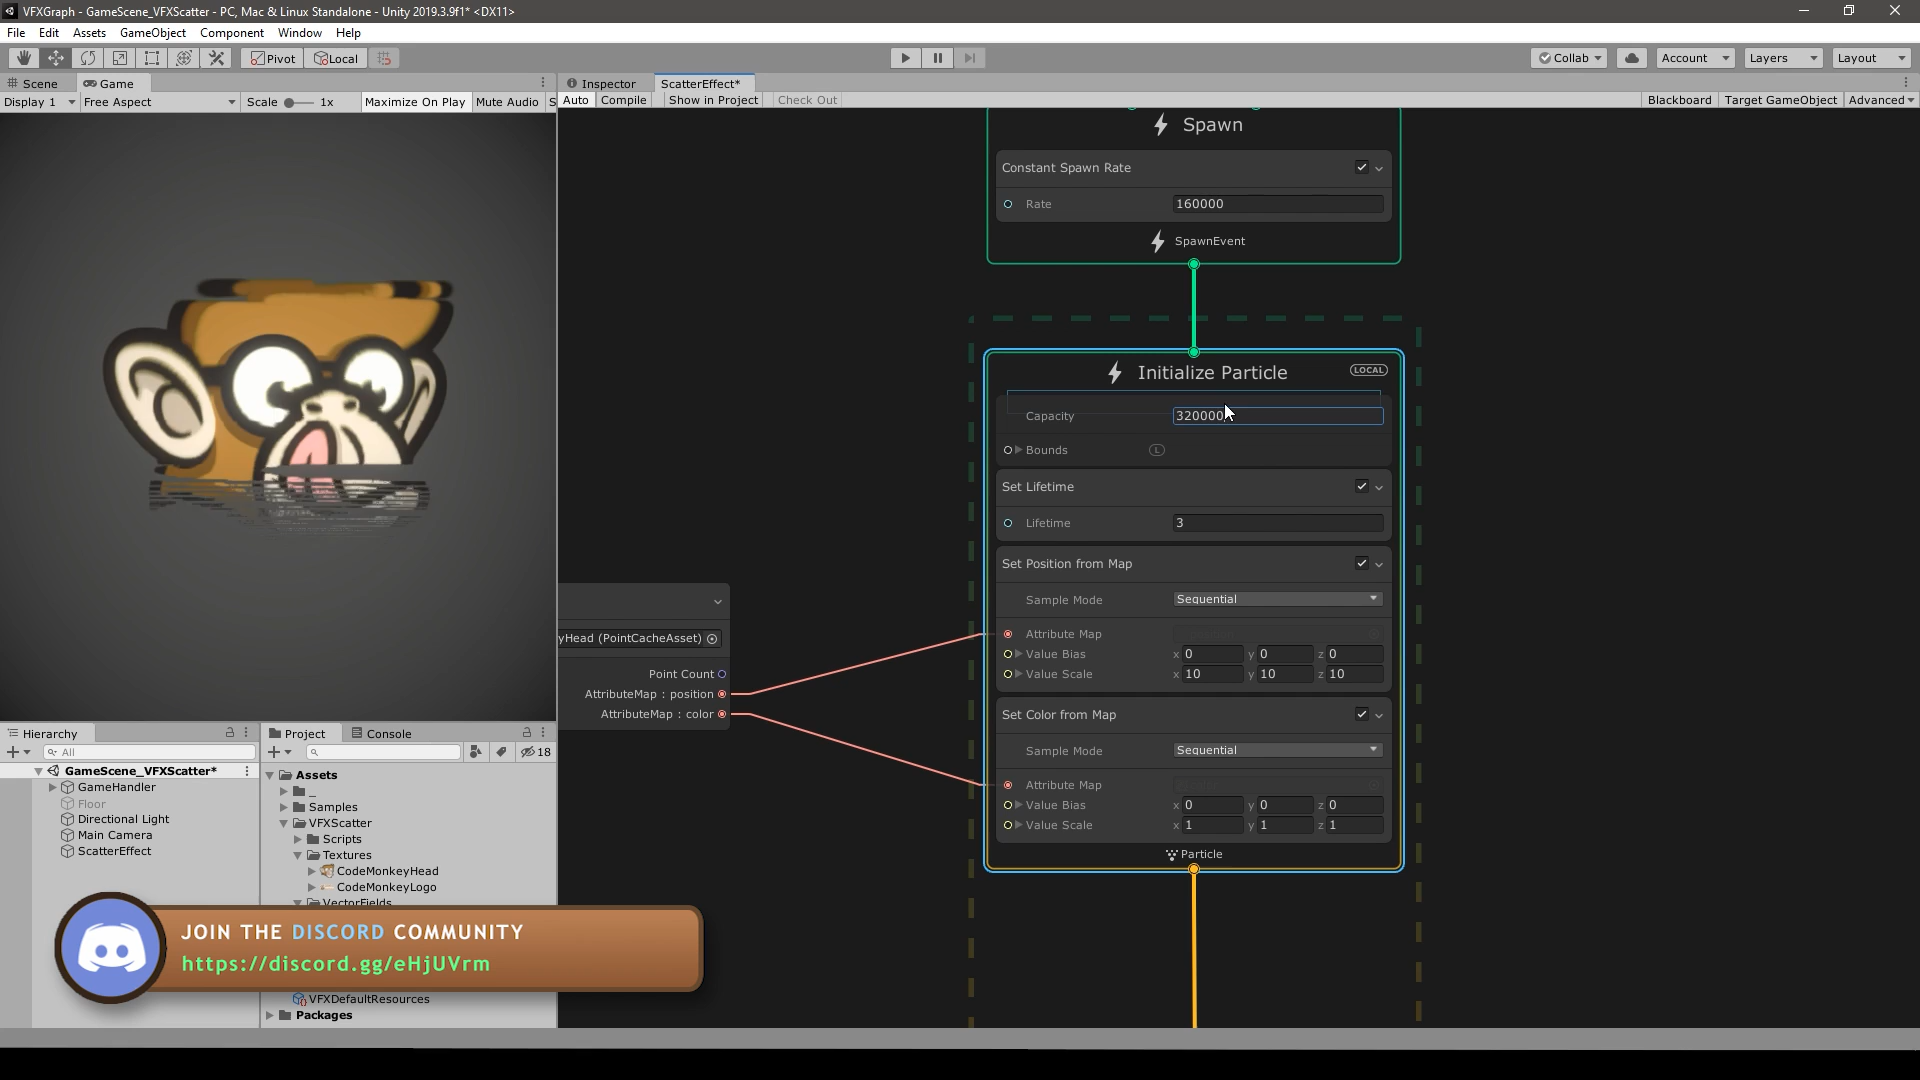 VFXGraph - GameScene_VFXScatter - PC, Mac & Linux Standalone - Unity 2019.3.9f1* <DX11>
File Edit Assets GameObject Component Window Help
Pivot Local Collab Account Layers Layout
Scene Game Inspector ScatterEffect*
Display 1 Free Aspect Scale 1x Maximize On Play Mute Audio S Auto Compile Show in Project Check Out Blackboard Target GameObject Advanced
Spawn
Constant Spawn Rate
Rate 160000
SpawnEvent
Initialize Particle LOCAL
Capacity 320000
Bounds L
Set Lifetime
Lifetime 3
Set Position from Map
Sample Mode Sequential
Attribute Map
Value Bias x 0 y 0 z 0
Value Scale x 10 y 10 z 10
Set Color from Map
Sample Mode Sequential
Attribute Map
Value Bias x 0 y 0 z 0
Value Scale x 1 y 1 z 1
Particle
yHead (PointCacheAsset)
Point Count
AttributeMap : position
AttributeMap : color
Hierarchy
All
GameScene_VFXScatter*
GameHandler
Floor
Directional Light
Main Camera
ScatterEffect
Project Console
18
Assets
_
Samples
VFXScatter
Scripts
Textures
CodeMonkeyHead
CodeMonkeyLogo
VectorFields
VFXDefaultResources
Packages
JOIN THE DISCORD COMMUNITY
https://discord.gg/eHjUVrm